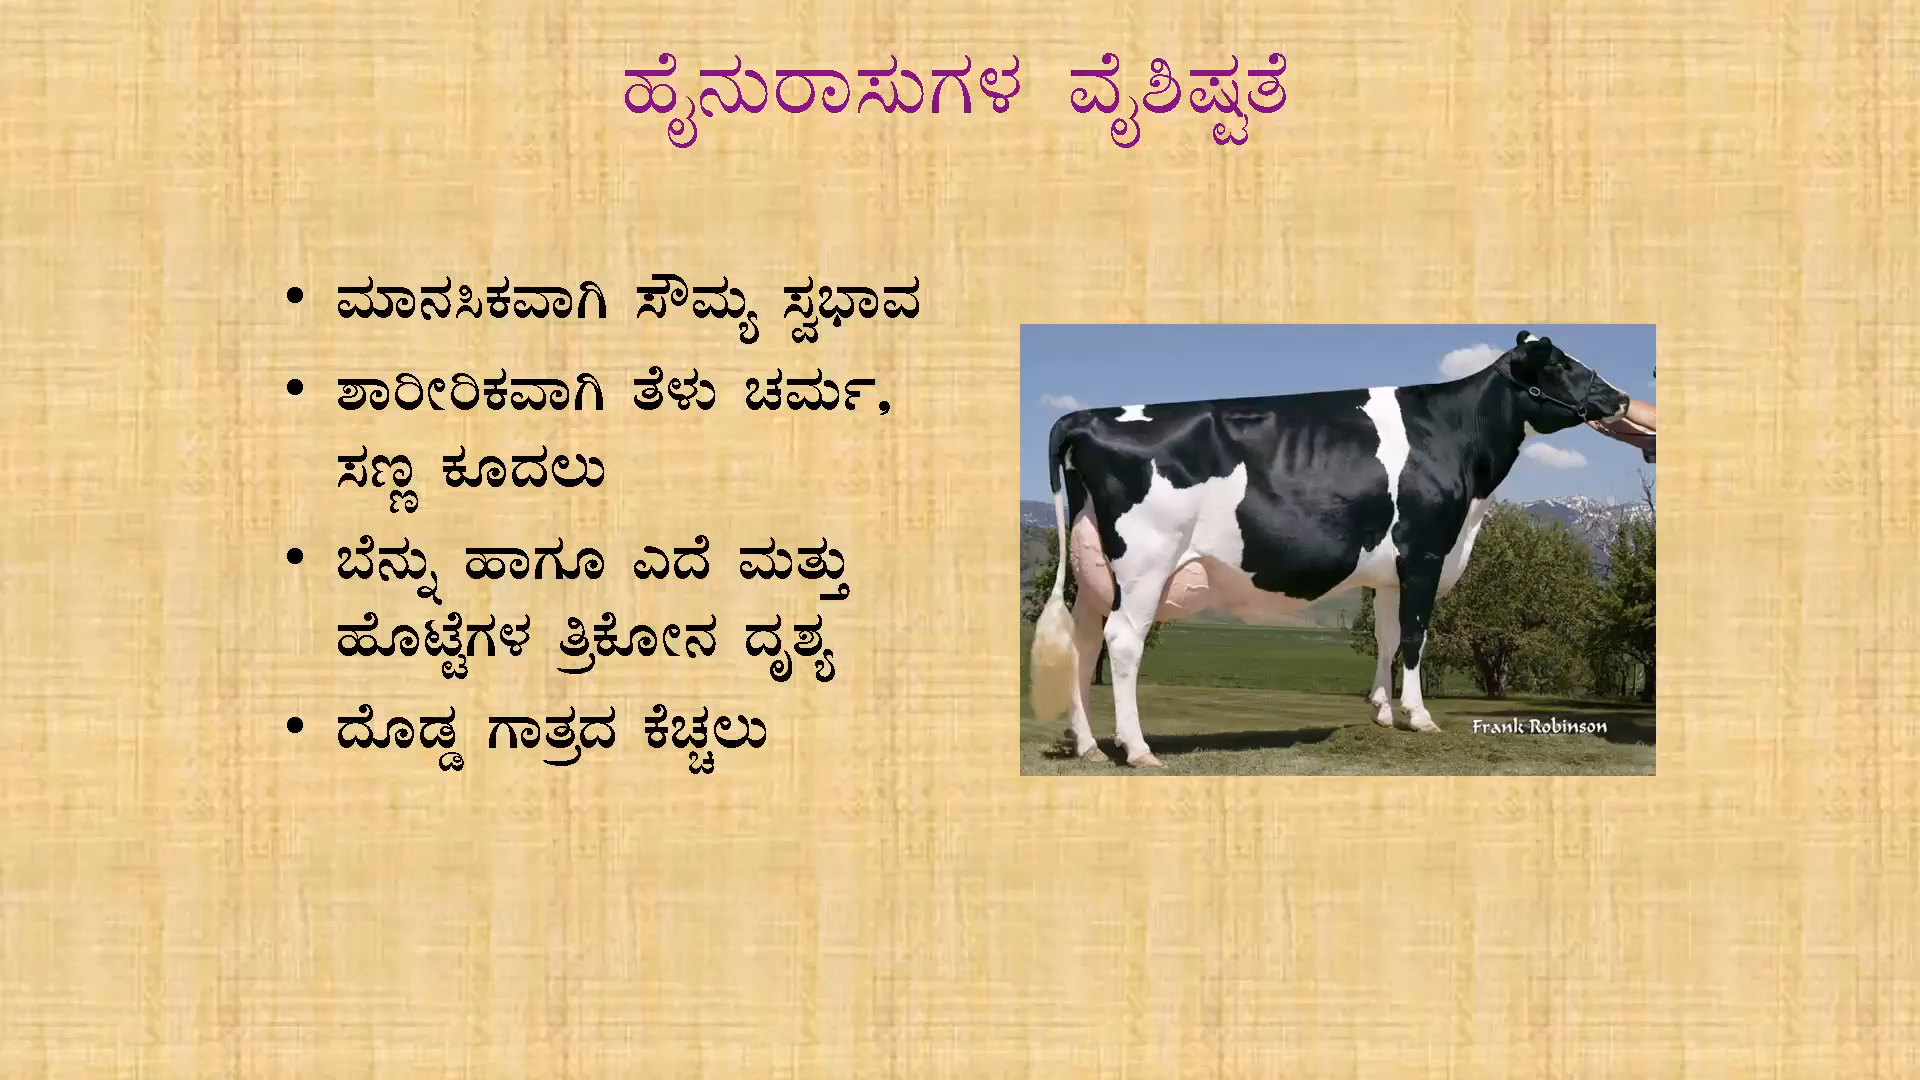 ಹೈನುರಾಸುಗಳ ವೈಶಿಷ್ಟತೆ
• ಮಾನಸಿಕವಾಗಿ ಸೌಮ್ಯ ಸ್ವಭಾವ
• ಶಾರೀರಿಕವಾಗಿ ತೆಳು ಚರ್ಮ,
ಸಣ್ಣ ಕೂದಲು
• ಬೆನ್ನು ಹಾಗೂ ಎದೆ ಮತ್ತು
ಹೊಟ್ಟೆಗಳ ತ್ರಿಕೋನ ದೃಶ್ಯ
• ದೊಡ್ಡ ಗಾತ್ರದ ಕೆಚ್ಚಲು
Frank Robinson